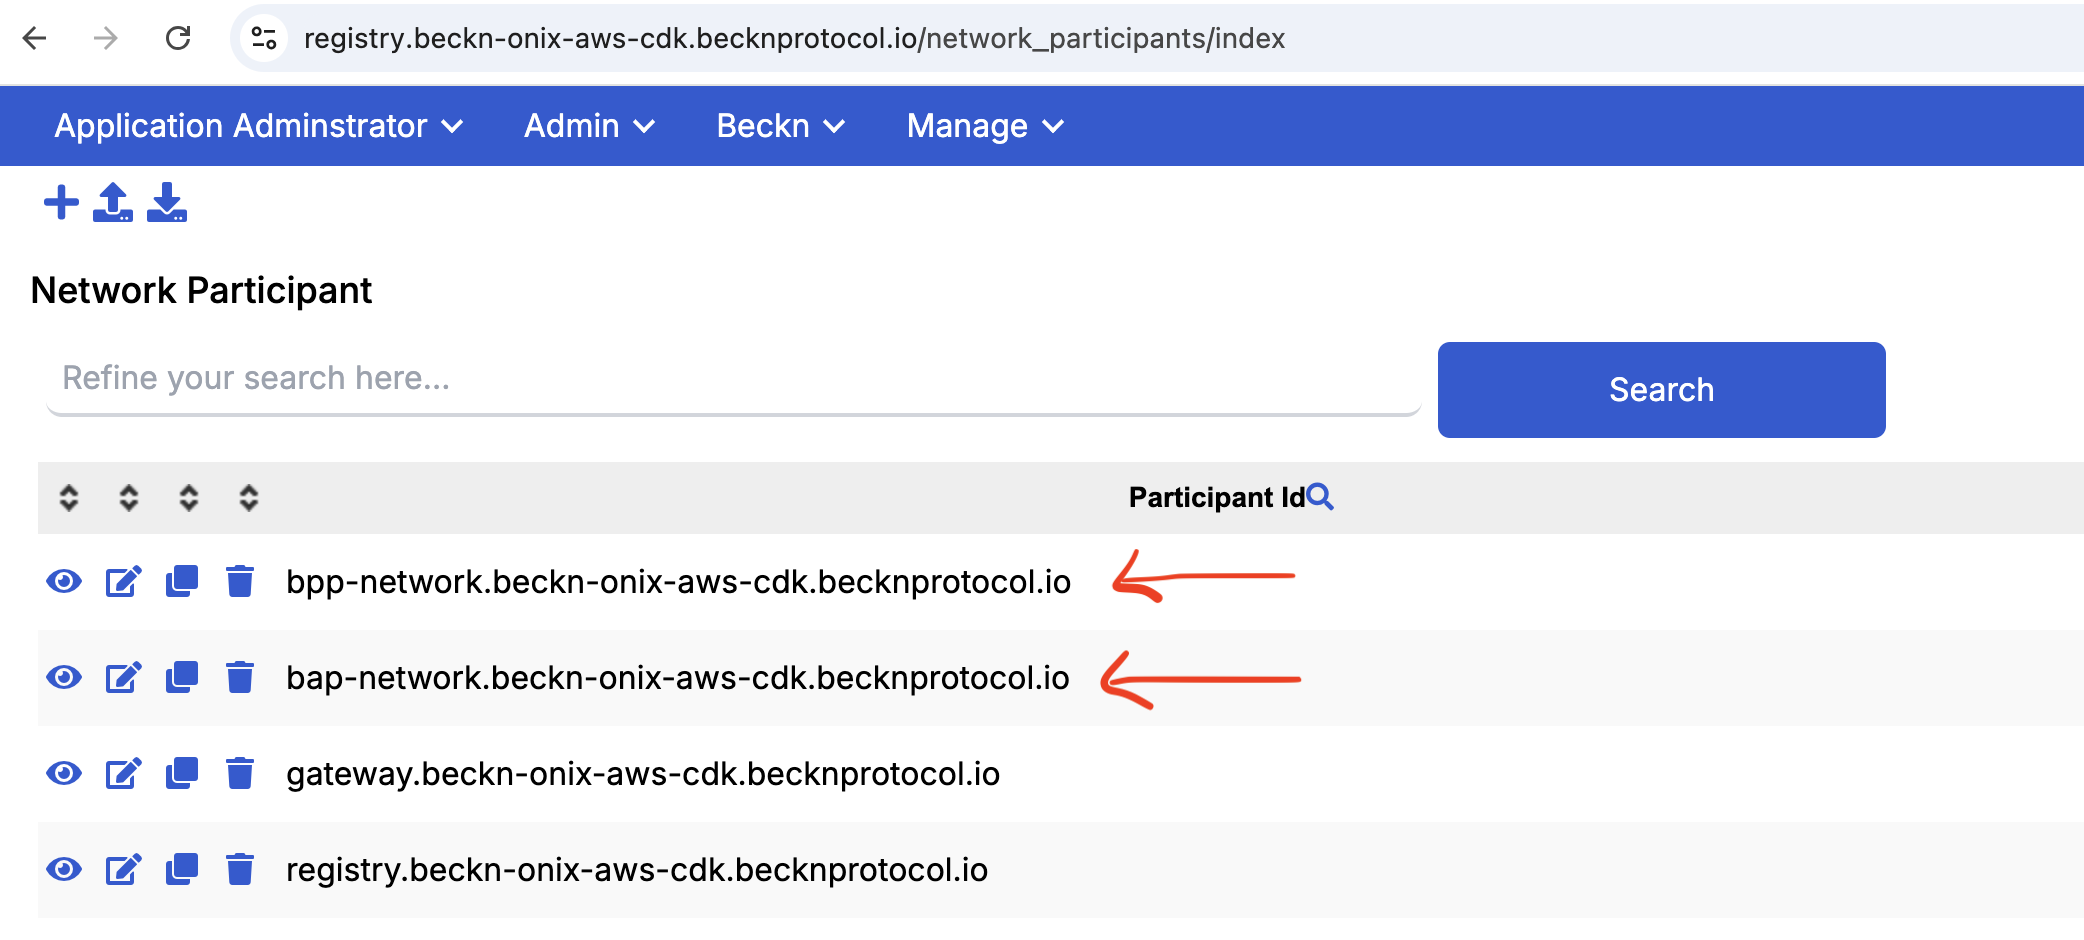 registry.beckn-onix-aws-cdk.becknprotocol.io/network_participants/index
Application Adminstrator Admin Beckn Manage
Network Participant
Refine your search here...
Search
Participant Id
bpp-network.beckn-onix-aws-cdk.becknprotocol.io
bap-network.beckn-onix-aws-cdk.becknprotocol.io
gateway.beckn-onix-aws-cdk.becknprotocol.io
registry.beckn-onix-aws-cdk.becknprotocol.io